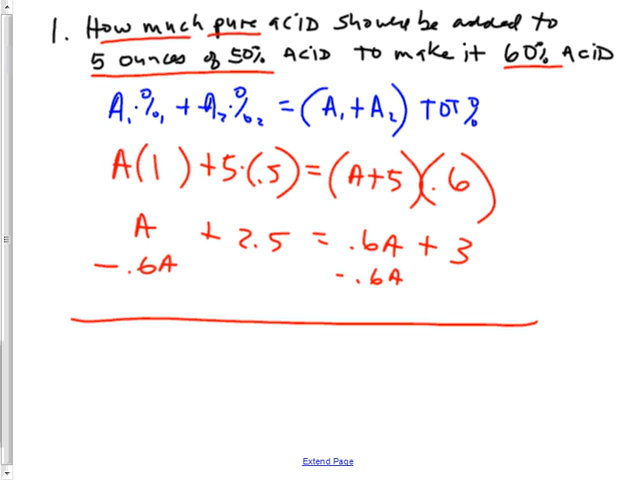 1. How much pure acid should be added to
5 ounces of 50% Acid to make it 60% Acid
A₁·%₁ + A₂·%₂ = (A₁ + A₂) TOT %
A(1) + 5·(.5) = (A+5)(.6)
A + 2.5 = .6A + 3
-.6A -.6A
Extend Page